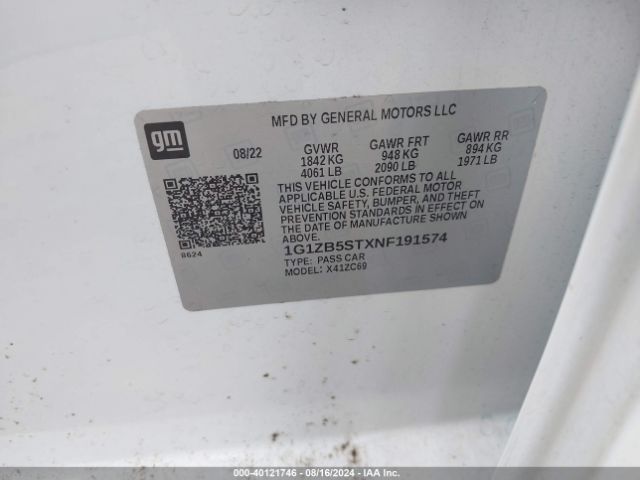 MFD BY GENERAL MOTORS LLC
gm
08/22
GVWR GAWR FRT GAWR RR
1842 KG 948 KG 894 KG
4061 LB 2090 LB 1971 LB
THIS VEHICLE CONFORMS TO ALL
APPLICABLE U.S. FEDERAL MOTOR
VEHICLE SAFETY, BUMPER, AND THEFT
PREVENTION STANDARDS IN EFFECT ON
THE DATE OF MANUFACTURE SHOWN
ABOVE.
8624
1G1ZB5STXNF191574
TYPE: PASS CAR
MODEL: X41ZC69
© - 40121746 - 08/16/2024 - IAA Inc.